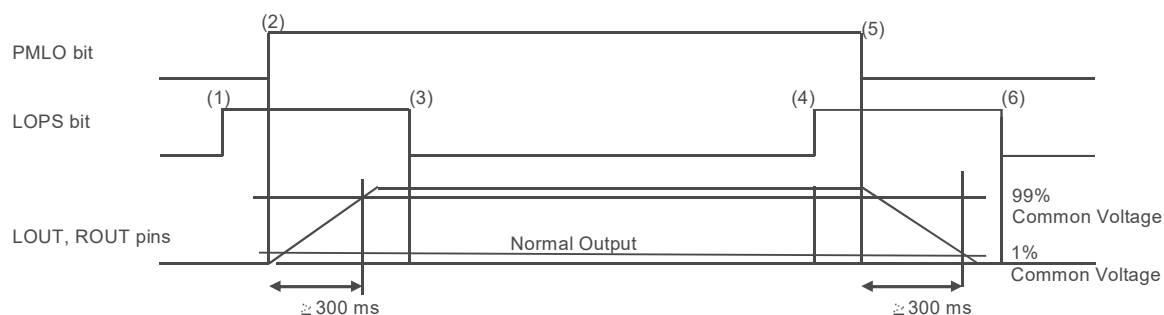 (2)
(5)
PMLO bit
(1)
(3)
(4)
(6)
LOPS bit
99%
Common Voltage
LOUT, ROUT pins
Normal Output
1%
Common Voltage
≥ 300 ms
≥ 300 ms